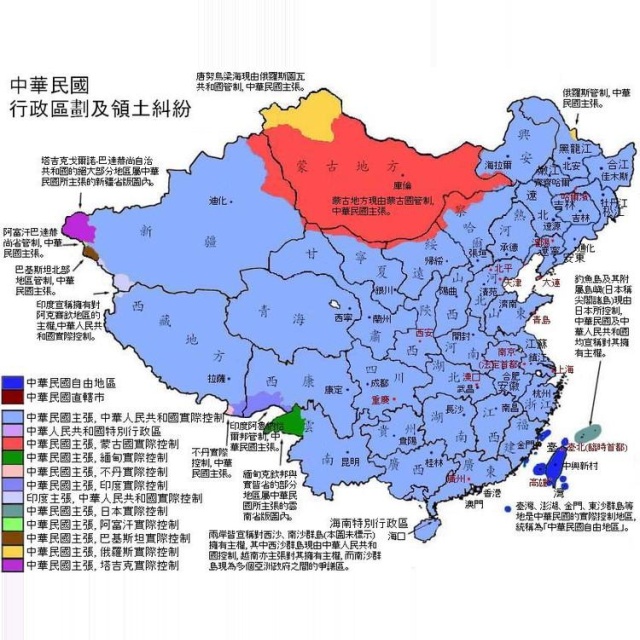 中華民國
行政區劃及領土糾紛
唐努烏梁海現由俄羅斯圖瓦
共和國管制, 中華民國主張。
俄羅斯管制, 中華民
國主張。
塔吉克戈爾諾-巴達赫尚自治
共和國的絕大部分地區屬中華
民國所主張的新疆省版圖內。
阿富汗巴達赫
尚省管制, 中華
民國主張。
巴基斯坦北部
地區管制, 中華
民國主張。
印度宣稱擁有對
阿克賽欽地區的
主權, 中華人民共
和國實際控制。
蒙古地方
庫倫
蒙古地方現由蒙古國管制,
中華民國主張。
興安
海拉爾
黑龍江
北安
合江
佳木斯
嫩江
齊齊哈爾
哈爾濱
牡丹江
松江
吉林
吉林
遼北
遼源
瀋陽
遼寧
通化
安東
大連
熱河
承德
察哈爾
張垣
綏遠
歸綏
北平
天津
河北
清苑
濟南
山東
青島
山西
陽曲
陝西
西安
寧夏
銀川
甘肅
蘭州
青海
西寧
新疆
迪化
西藏地方
拉薩
西康
康定
四川
成都
重慶
河南
開封
江蘇
鎮江
南京
(法定首都)
上海
安徽
合肥
湖北
漢口
武昌
浙江
杭州
江西
南昌
湖南
長沙
貴州
貴陽
雲南
昆明
廣西
桂林
廣東
廣州
福建
金門
香港
澳門
海南特別行政區
海口
臺北(臨時首都)
中興新村
高雄
臺灣
釣魚島及其附
屬島嶼(日本稱
尖閣諸島)現由
日本所控制,
中華民國及中
華人民共和國
均宣稱對其擁
有主權。
印度阿魯納恰
爾邦管制, 中華
民國主張。
不丹實際
控制, 中華
民國主張。
緬甸克欽邦與
實皆省的部分
地區屬中華民
國所主張的雲
南省版圖內。
臺灣、澎湖、金門、東沙群島等
地是中華民國的實際控制地區,
統稱為「中華民國自由地區」。
兩岸皆宣稱對西沙、南沙群島(本圖未標示)
擁有主權, 其中西沙群島現由中華人民共和
國控制, 越南亦主張對其擁有主權, 而南沙群
島現為今個亞洲政府之間的爭議區。
中華民國自由地區
中華民國直轄市
中華民國主張, 中華人民共和國實際控制
中華人民共和國特別行政區
中華民國主張, 蒙古國實際控制
中華民國主張, 緬甸實際控制
中華民國主張, 不丹實際控制
中華民國主張, 印度實際控制
印度主張, 中華人民共和國實際控制
中華民國主張, 日本實際控制
中華民國主張, 阿富汗實際控制
中華民國主張, 巴基斯坦實際控制
中華民國主張, 俄羅斯實際控制
中華民國主張, 塔吉克實際控制